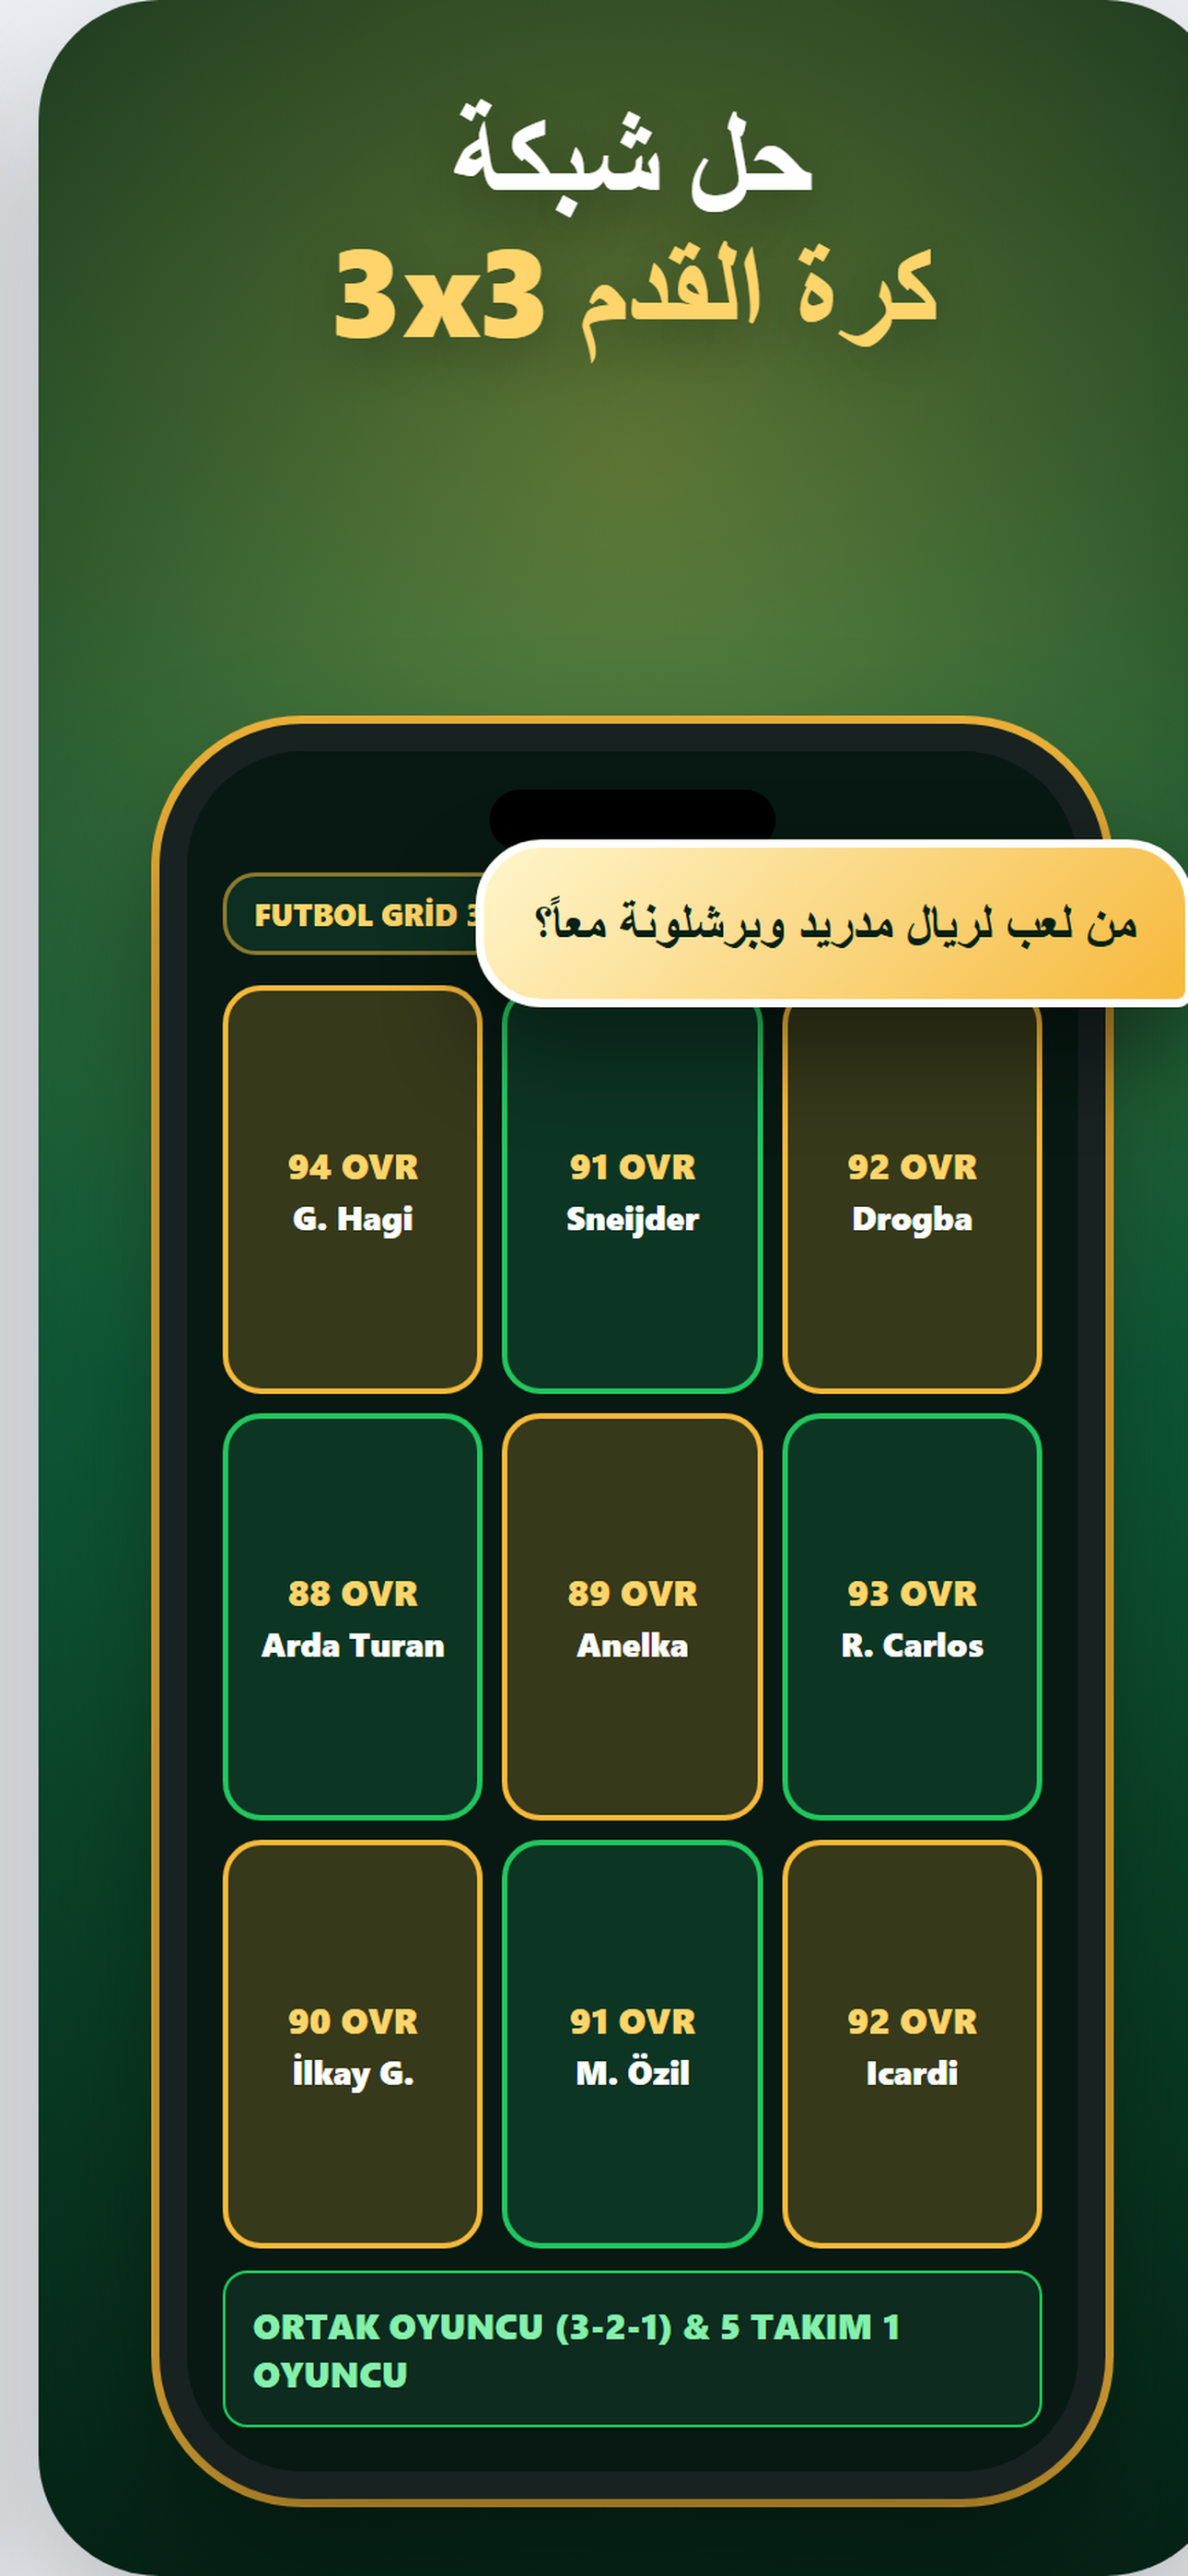 حل شبكة
كرة القدم 3x3
FUTBOL GRİD
من لعب لريال مدريد وبرشلونة معاً؟
94 OVR
G. Hagi
91 OVR
Sneijder
92 OVR
Drogba
88 OVR
Arda Turan
89 OVR
Anelka
93 OVR
R. Carlos
90 OVR
İlkay G.
91 OVR
M. Özil
92 OVR
Icardi
ORTAK OYUNCU (3-2-1) & 5 TAKIM 1
OYUNCU